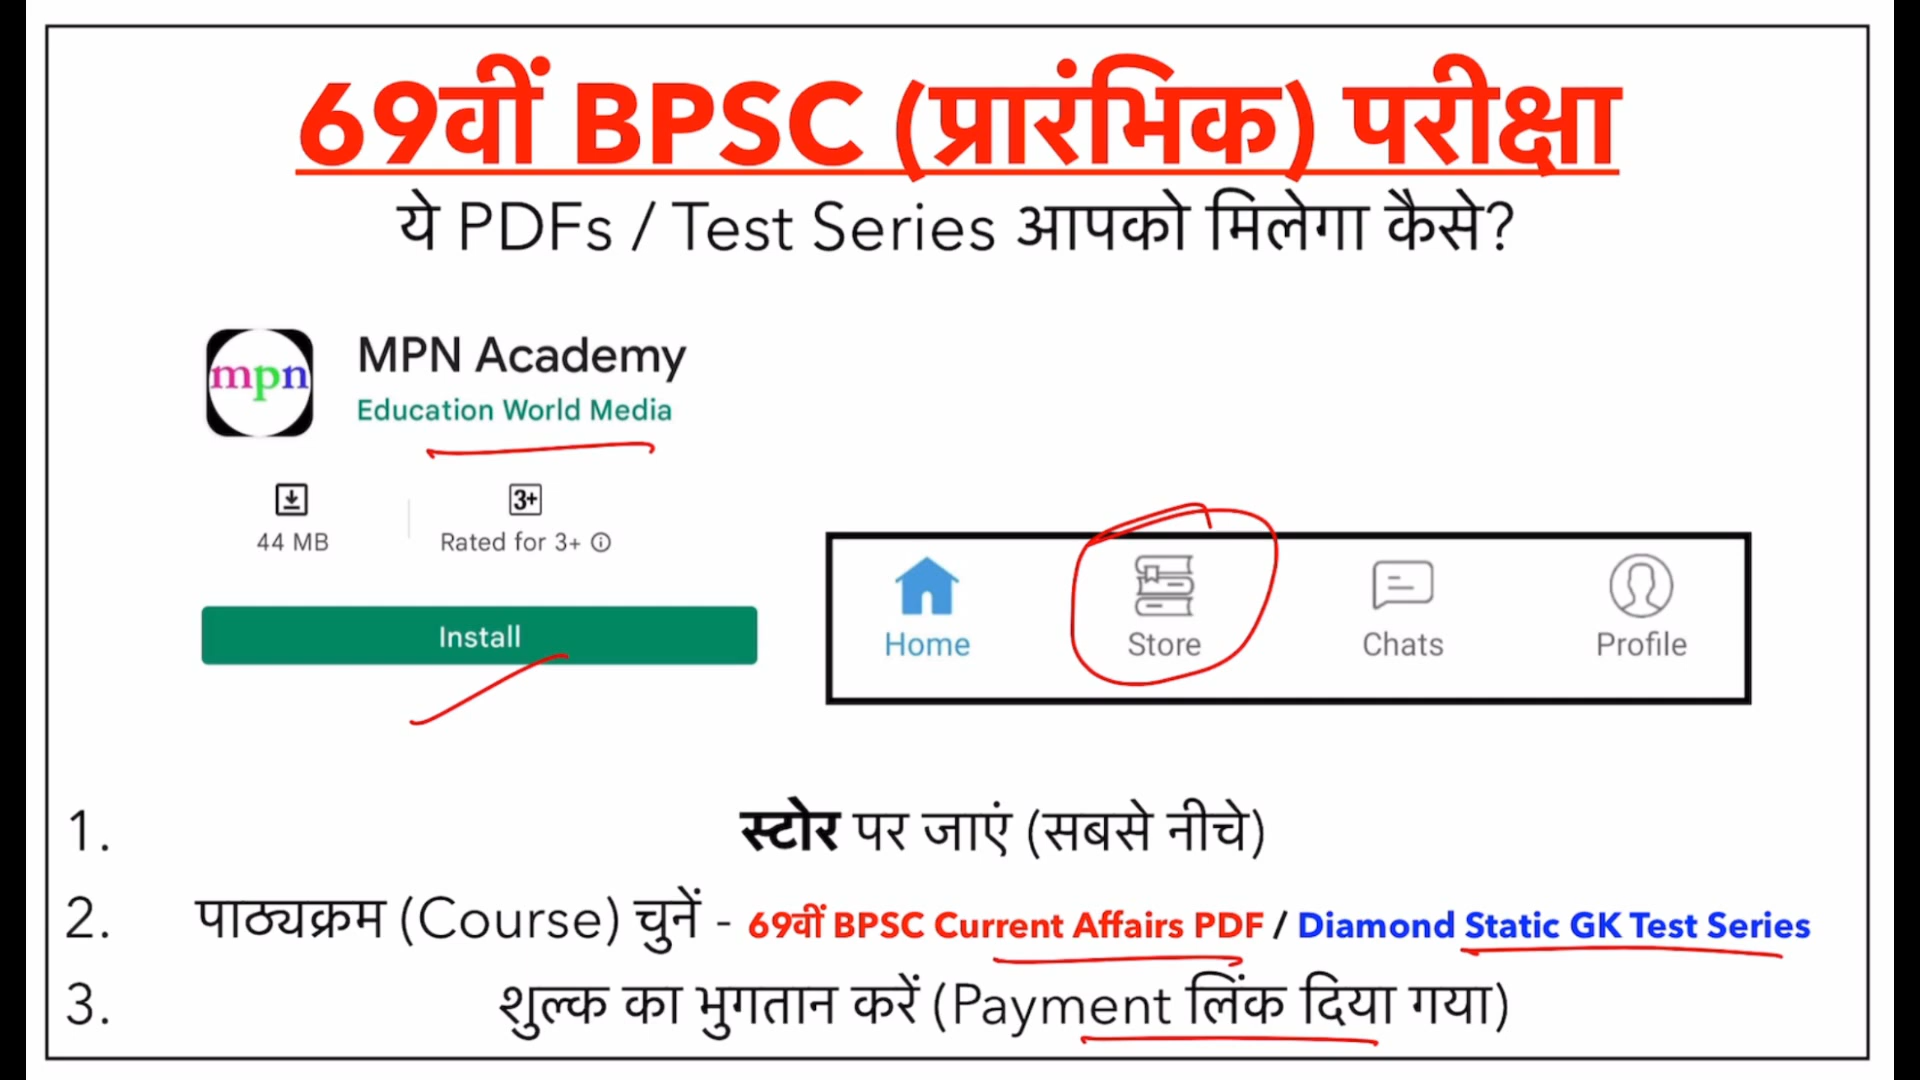 69वीं BPSC (प्रारंभिक) परीक्षा
ये PDFs / Test Series आपको मिलेगा कैसे?
mpn
MPN Academy
Education World Media
3+
44 MB
Rated for 3+
Install
Home
Store
Chats
Profile
1. स्टोर पर जाएं (सबसे नीचे)
2. पाठ्यक्रम (Course) चुनें - 69वीं BPSC Current Affairs PDF / Diamond Static GK Test Series
3. शुल्क का भुगतान करें (Payment लिंक दिया गया)